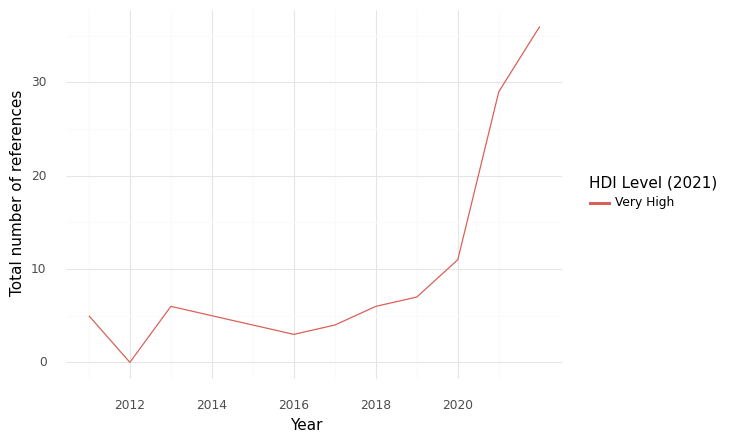 Total number of references
30
20
10
0
2012 2014 2016 2018 2020
Year
HDI Level (2021)
Very High